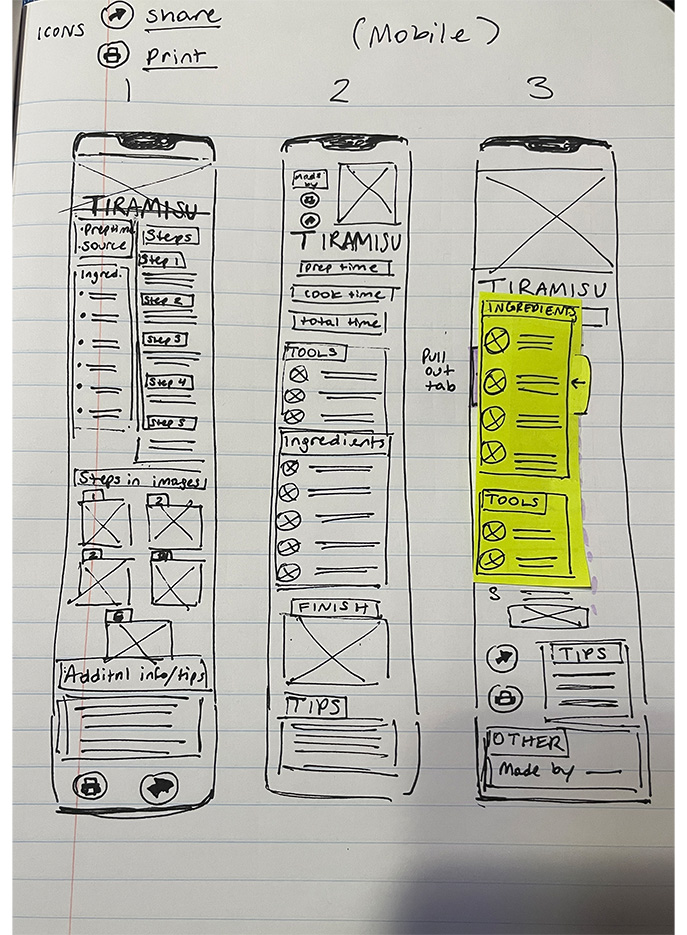 ICONS
share
print
(Mobile)
1
2
3
TIRAMISU
• Prep time
• source
Ingred.
Steps
Step 1
Step 2
Step 3
Step 4
Step 5
Steps in images
1
2
Additnl info/tips
Made
by
TIRAMISU
prep time
cook time
total time
TOOLS
Ingredients
FINISH
TIPS
TIRAMISU
INGREDIENTS
Pull
out
tab
←
TOOLS
3
TIPS
OTHER
Made by